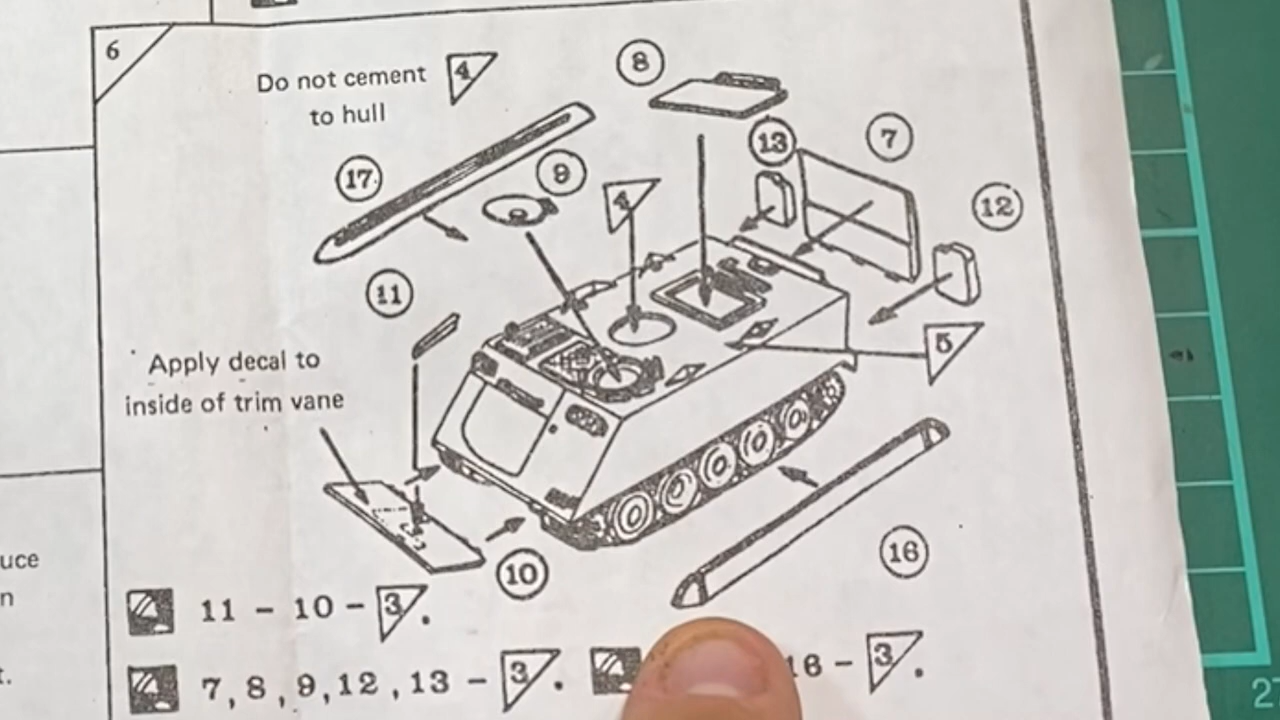 6
Do not cement
to hull
4
8
13
7
17
9
4
12
11
5
Apply decal to
inside of trim vane
16
10
uce
n
t.
11 – 10 – 3.
7, 8, 9, 12, 13 – 3.
16 – 3.